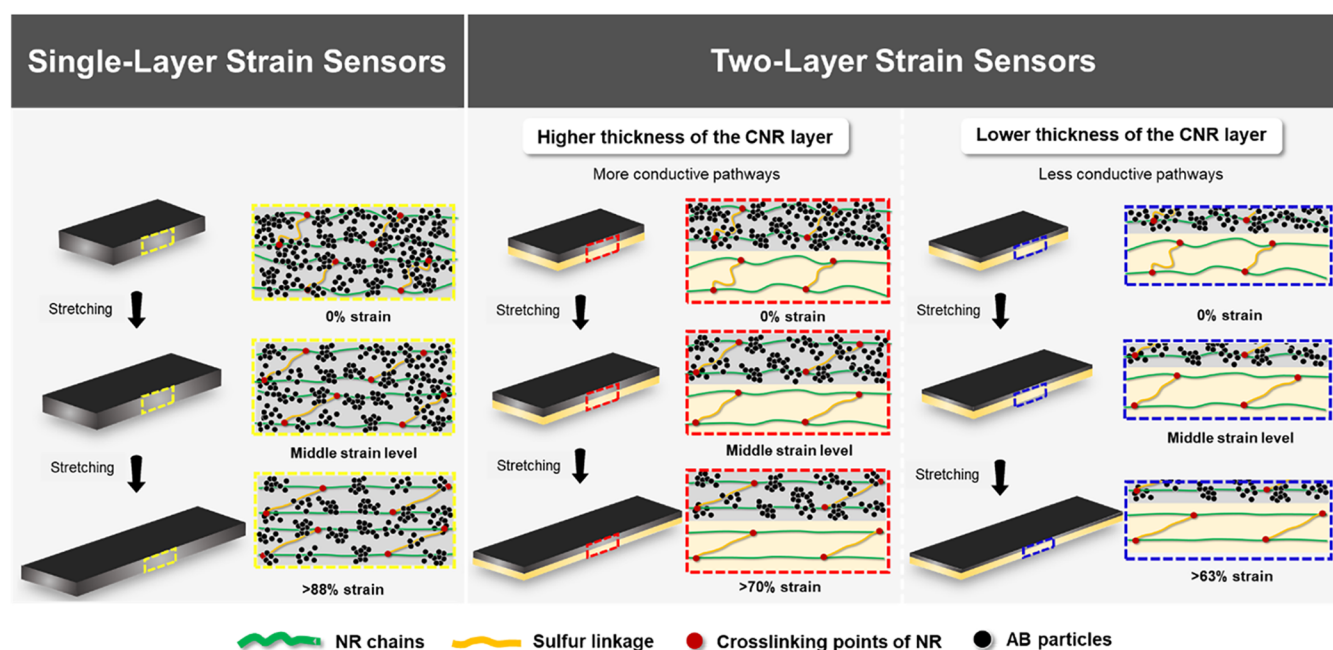 Single-Layer Strain Sensors
Two-Layer Strain Sensors
Higher thickness of the CNR layer
More conductive pathways
Lower thickness of the CNR layer
Less conductive pathways
Stretching
0% strain
Stretching
0% strain
Stretching
0% strain
Stretching
Middle strain level
Stretching
Middle strain level
Stretching
Middle strain level
>88% strain
>70% strain
>63% strain
NR chains
Sulfur linkage
Crosslinking points of NR
AB particles